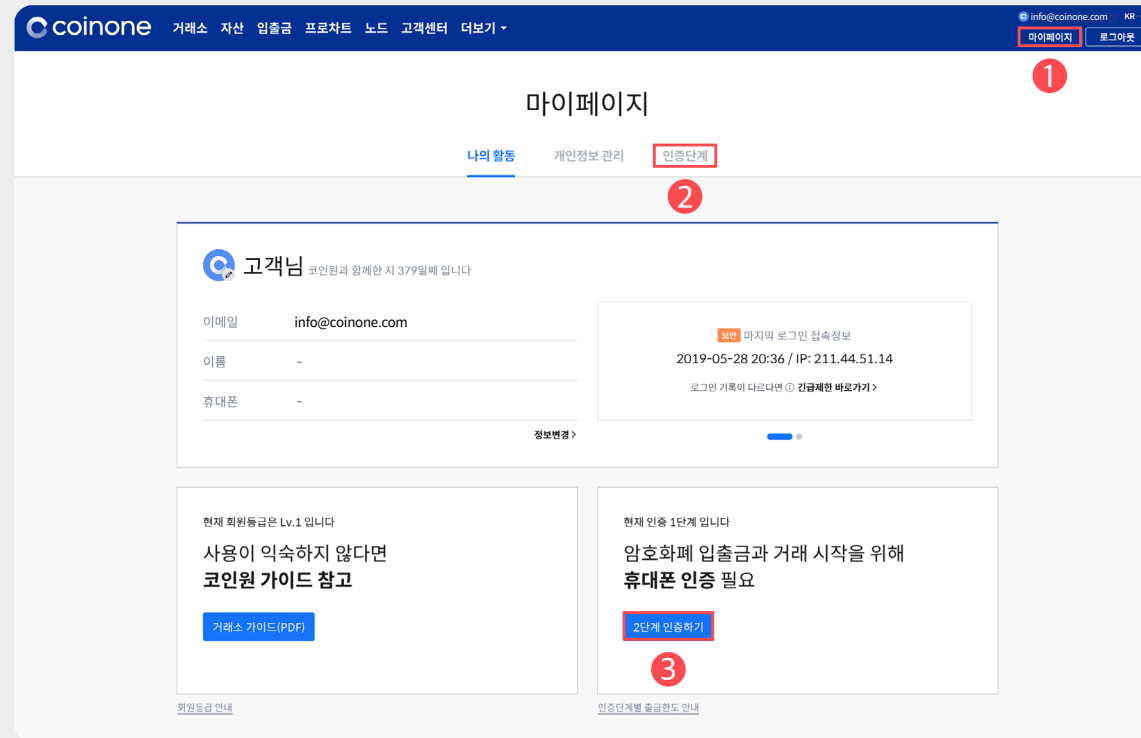 coinone 거래소 자산 입출금 프로차트 노드 고객센터 더보기
info@coinone.com KR
마이페이지 로그아웃
1
마이페이지
나의 활동 개인정보 관리 인증단계
2
고객님 코인원과 함께한 지 379일째 입니다
이메일 info@coinone.com
이름 -
휴대폰 -
정보변경 >
보안 마지막 로그인 접속정보
2019-05-28 20:36 / IP: 211.44.51.14
로그인 기록이 다르다면 ⓘ 긴급제한 바로가기 >
현재 회원등급은 Lv.1 입니다
사용이 익숙하지 않다면
코인원 가이드 참고
거래소 가이드(PDF)
회원등급 안내
현재 인증 1단계 입니다
암호화폐 입출금과 거래 시작을 위해
휴대폰 인증 필요
2단계 인증하기
3
인증단계별 출금한도 안내